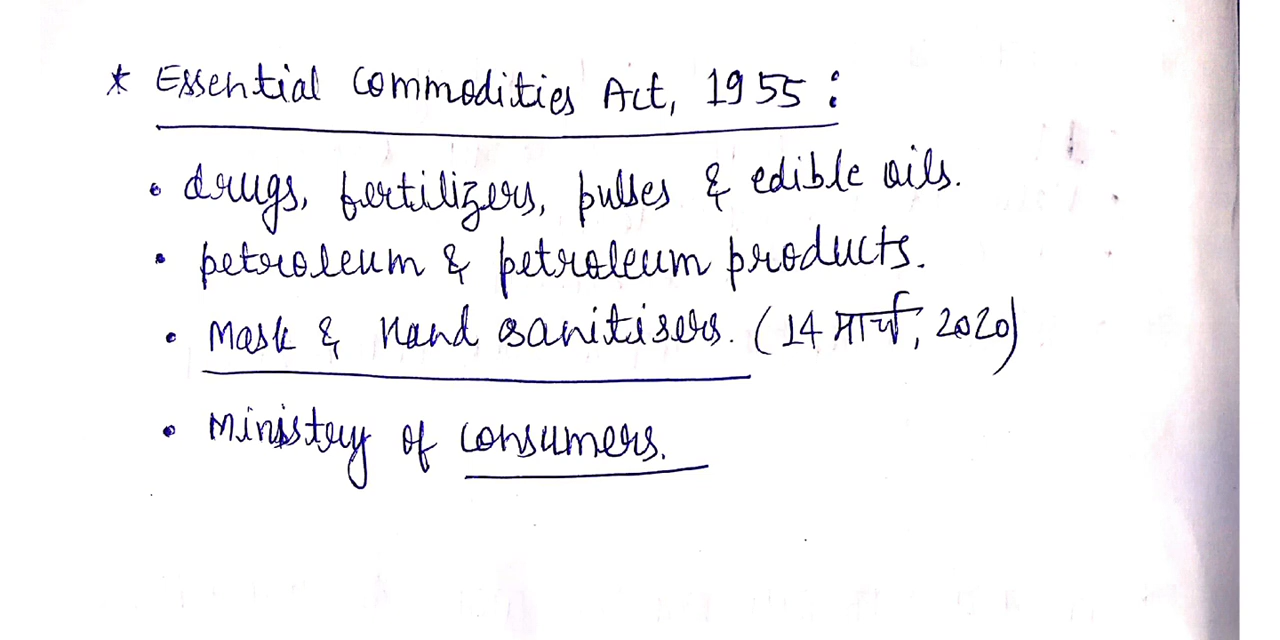 * Essential Commodities Act, 1955 :
• drugs, fertilizers, pulses & edible oils.
• petroleum & petroleum products.
• Mask & Hand sanitisers. (14 मार्च, 2020)
• Ministry of consumers.